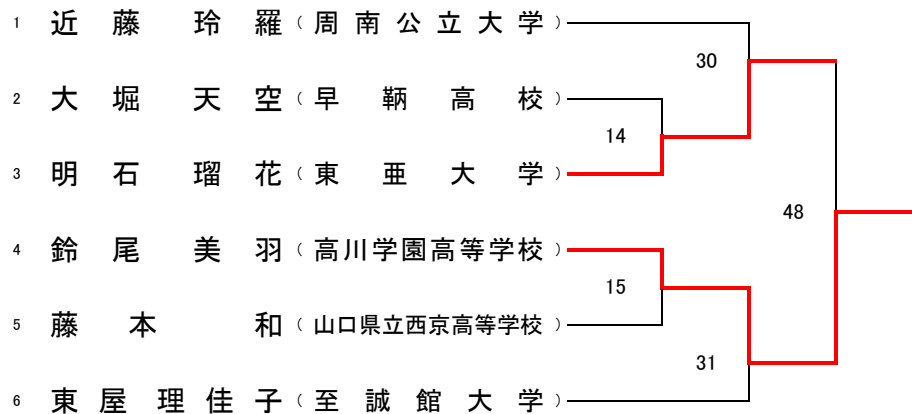 1 近藤 玲羅（周南公立大学）
30
2 大堀 天空（早鞆高校）
14
3 明石 瑠花（東亜大学）
48
4 鈴尾 美羽（高川学園高等学校）
15
5 藤本 和（山口県立西京高等学校）
31
6 東屋 理佳子（至誠館大学）